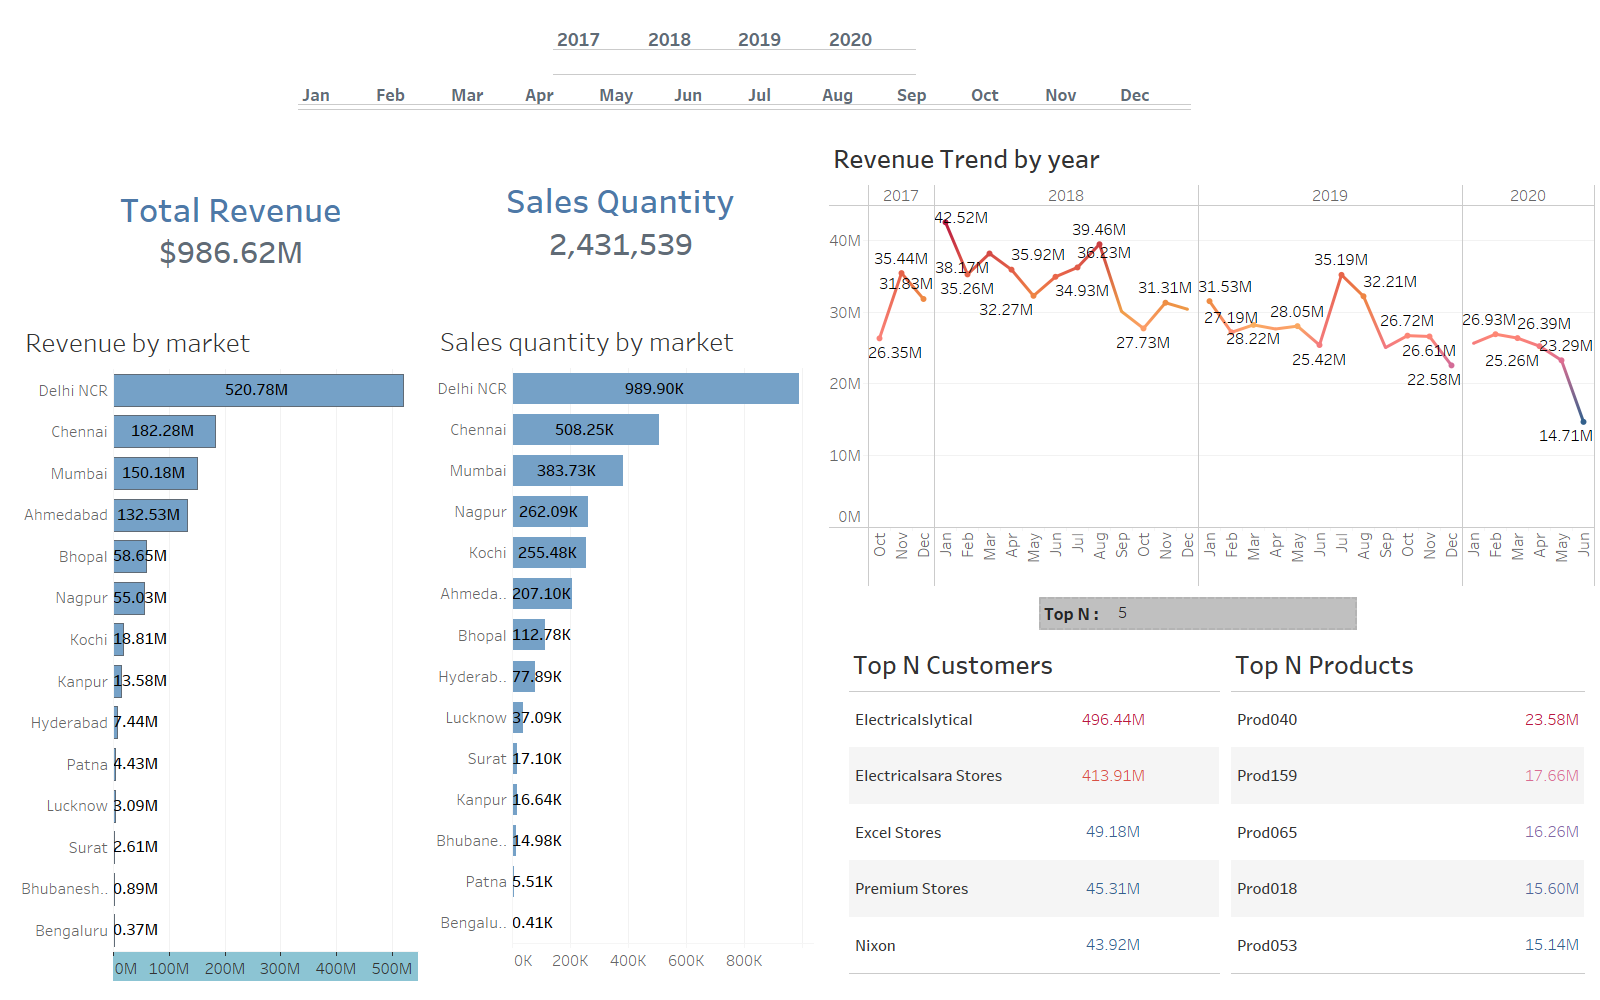 2017 2018 2019 2020
Jan Feb Mar Apr May Jun Jul Aug Sep Oct Nov Dec
Total Revenue
$986.62M
Sales Quantity
2,431,539
Revenue by market
Delhi NCR 520.78M
Chennai 182.28M
Mumbai 150.18M
Ahmedabad 132.53M
Bhopal 58.65M
Nagpur 55.03M
Kochi 18.81M
Kanpur 13.58M
Hyderabad 7.44M
Patna 4.43M
Lucknow 3.09M
Surat 2.61M
Bhubanesh.. 0.89M
Bengaluru 0.37M
0M 100M 200M 300M 400M 500M
Sales quantity by market
Delhi NCR 989.90K
Chennai 508.25K
Mumbai 383.73K
Nagpur 262.09K
Kochi 255.48K
Ahmeda.. 207.10K
Bhopal 112.78K
Hyderab.. 77.89K
Lucknow 37.09K
Surat 17.10K
Kanpur 16.64K
Bhubane.. 14.98K
Patna 5.51K
Bengalu.. 0.41K
0K 200K 400K 600K 800K
Revenue Trend by year
2017 2018 2019 2020
40M
30M
20M
10M
0M
26.35M
35.44M
31.83M
42.52M
35.26M
38.17M
35.92M
32.27M
34.93M
36.23M
39.46M
27.73M
31.31M
31.53M
27.19M
28.22M
28.05M
25.42M
35.19M
32.21M
26.72M
26.61M
22.58M
26.93M
26.39M
25.26M
23.29M
14.71M
Oct Nov Dec Jan Feb Mar Apr May Jun Jul Aug Sep Oct Nov Dec Jan Feb Mar Apr May Jun Jul Aug Sep Oct Nov Dec Jan Feb Mar Apr May Jun
Top N : 5
Top N Customers
Electricalslytical 496.44M
Electricalsara Stores 413.91M
Excel Stores 49.18M
Premium Stores 45.31M
Nixon 43.92M
Top N Products
Prod040 23.58M
Prod159 17.66M
Prod065 16.26M
Prod018 15.60M
Prod053 15.14M